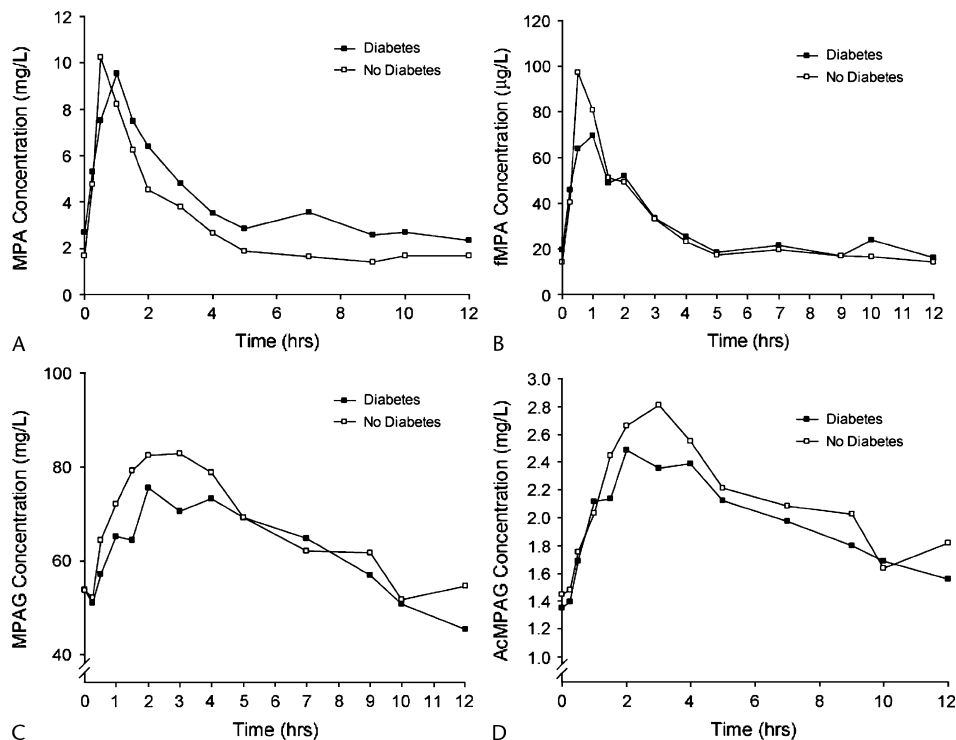 12
10
8
6
4
2
0
MPA Concentration (mg/L)
Diabetes
No Diabetes
0 2 4 6 8 10 12
Time (hrs)
A
120
100
80
60
40
20
0
fMPA Concentration (µg/L)
Diabetes
No Diabetes
0 1 2 3 4 5 6 7 8 9 10 12
Time (hrs)
B
100
80
60
40
MPAG Concentration (mg/L)
Diabetes
No Diabetes
0 1 2 3 4 5 6 7 8 9 10 12
Time (hrs)
C
3.0
2.8
2.6
2.4
2.2
2.0
1.8
1.6
1.4
1.2
1.0
AcMPAG Concentration (mg/L)
Diabetes
No Diabetes
0 2 4 6 8 10 12
Time (hrs)
D